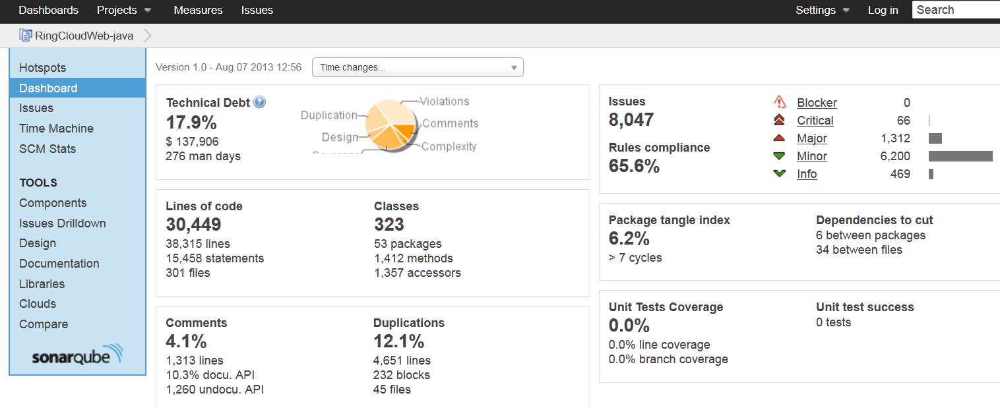 Dashboards Projects Measures Issues Settings Log in Search
RingCloudWeb-java
Hotspots
Dashboard
Issues
Time Machine
SCM Stats
TOOLS
Components
Issues Drilldown
Design
Documentation
Libraries
Clouds
Compare
sonarqube
Version 1.0 - Aug 07 2013 12:56 Time changes...
Technical Debt
17.9%
$ 137,906
276 man days
Violations
Duplication
Comments
Design
Complexity
Lines of code
30,449
38,315 lines
15,458 statements
301 files
Classes
323
53 packages
1,412 methods
1,357 accessors
Comments
4.1%
1,313 lines
10.3% docu. API
1,260 undocu. API
Duplications
12.1%
4,651 lines
232 blocks
45 files
Issues
8,047
Rules compliance
65.6%
Blocker 0
Critical 66
Major 1,312
Minor 6,200
Info 469
Package tangle index
6.2%
> 7 cycles
Dependencies to cut
6 between packages
34 between files
Unit Tests Coverage
0.0%
0.0% line coverage
0.0% branch coverage
Unit test success
0 tests